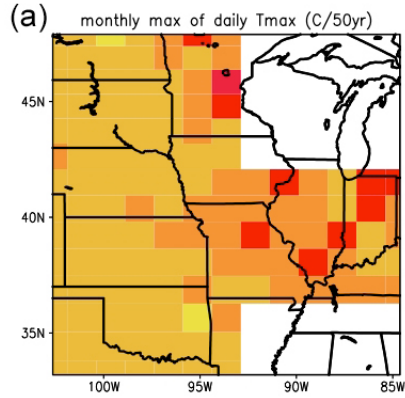 (a) monthly max of daily Tmax (C/50yr)
45N
40N
35N
100W 95W 90W 85W